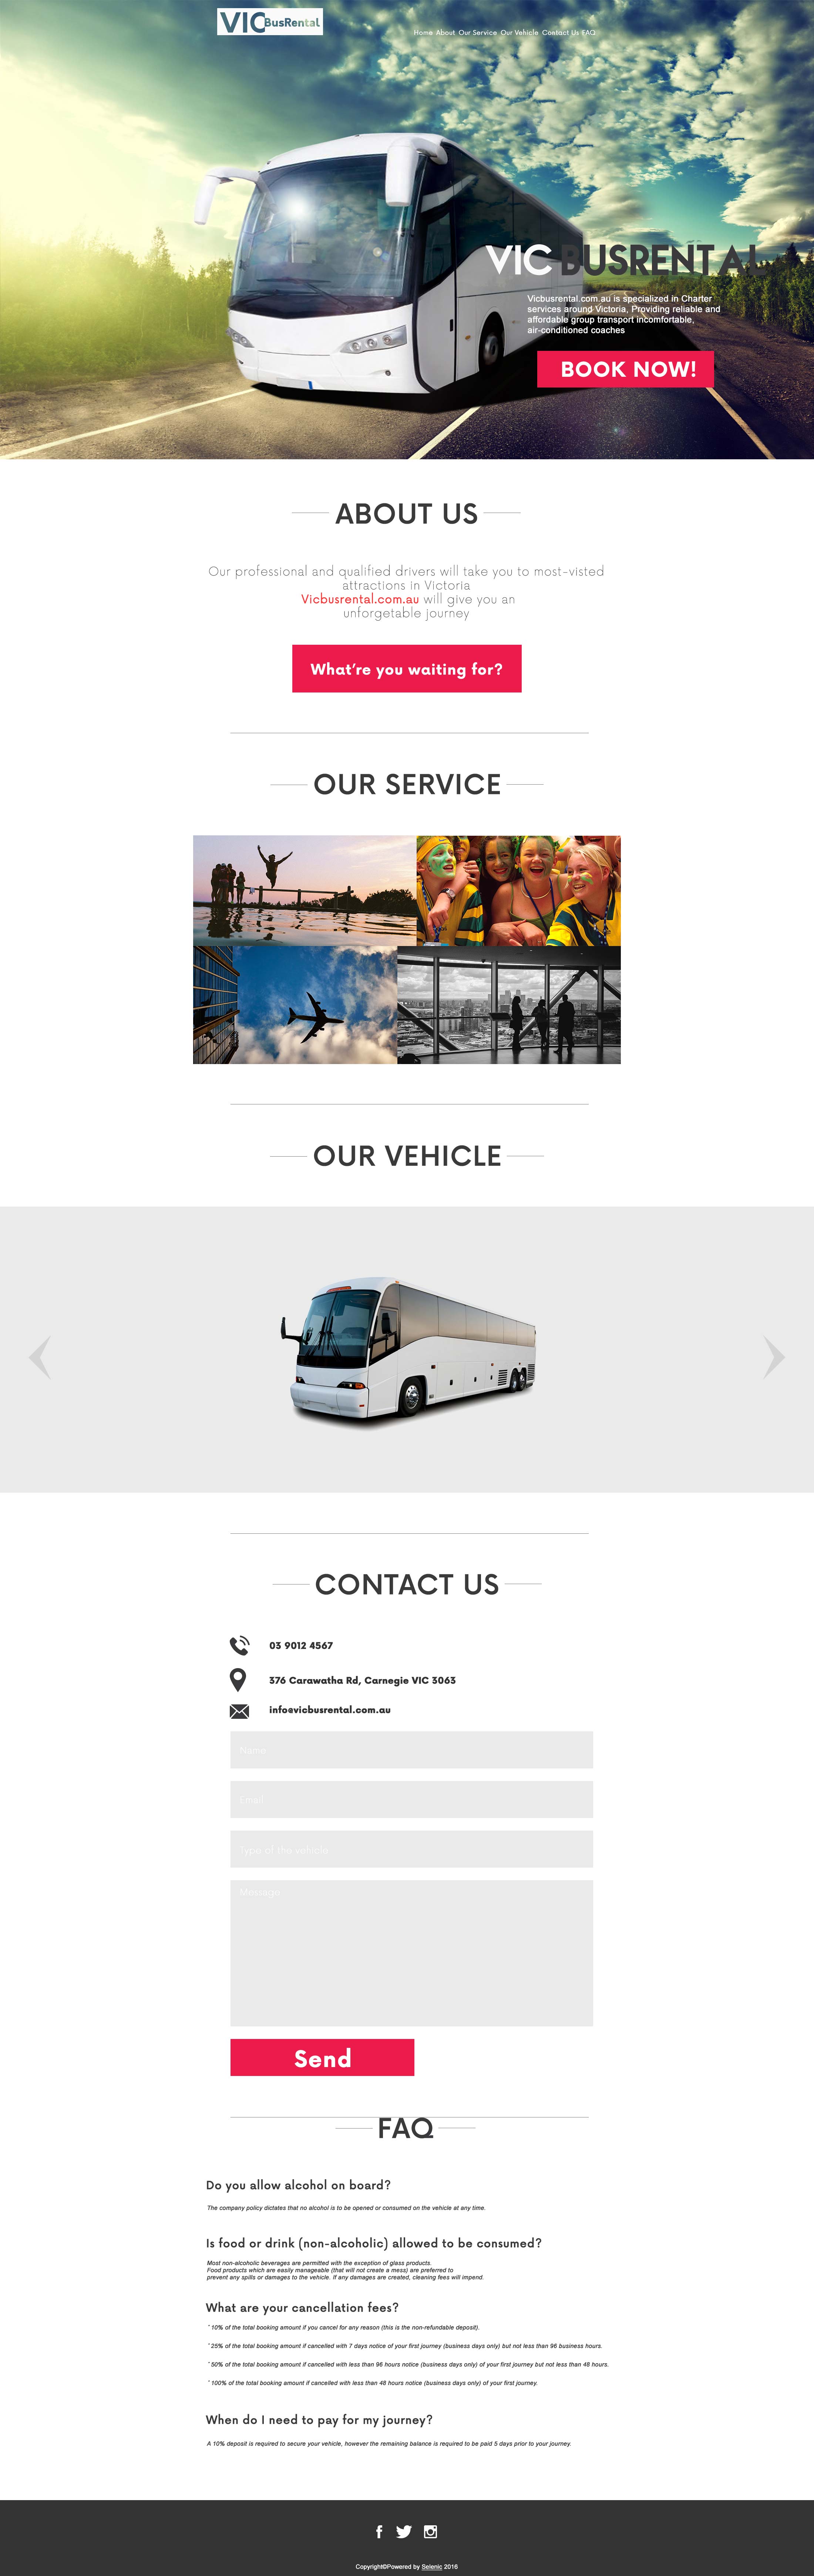 VIC BusRental
Home About Our Service Our Vehicle Contact Us FAQ
VIC BUSRENTAL
Vicbusrental.com.au is specialized in Charter
services around Victoria, Providing reliable and
affordable group transport incomfortable,
air-conditioned coaches
BOOK NOW!
ABOUT US
Our professional and qualified drivers will take you to most-visted
attractions in Victoria
Vicbusrental.com.au will give you an
unforgetable journey
What're you waiting for?
OUR SERVICE
OUR VEHICLE
CONTACT US
03 9012 4567
376 Carawatha Rd, Carnegie VIC 3063
info@vicbusrental.com.au
Name
Email
Type of the vehicle
Message
Send
FAQ
Do you allow alcohol on board?
The company policy dictates that no alcohol is to be opened or consumed on the vehicle at any time.
Is food or drink (non-alcoholic) allowed to be consumed?
Most non-alcoholic beverages are permitted with the exception of glass products.
Food products which are easily manageable (that will not create a mess) are preferred to
prevent any spills or damages to the vehicle. If any damages are created, cleaning fees will impend.
What are your cancellation fees?
* 10% of the total booking amount if you cancel for any reason (this is the non-refundable deposit).
* 25% of the total booking amount if cancelled with 7 days notice of your first journey (business days only) but not less than 96 business hours.
* 50% of the total booking amount if cancelled with less than 96 hours notice (business days only) of your first journey but not less than 48 hours.
* 100% of the total booking amount if cancelled with less than 48 hours notice (business days only) of your first journey.
When do I need to pay for my journey?
A 10% deposit is required to secure your vehicle, however the remaining balance is required to be paid 5 days prior to your journey.
Copyright©Powered by Selenic 2016